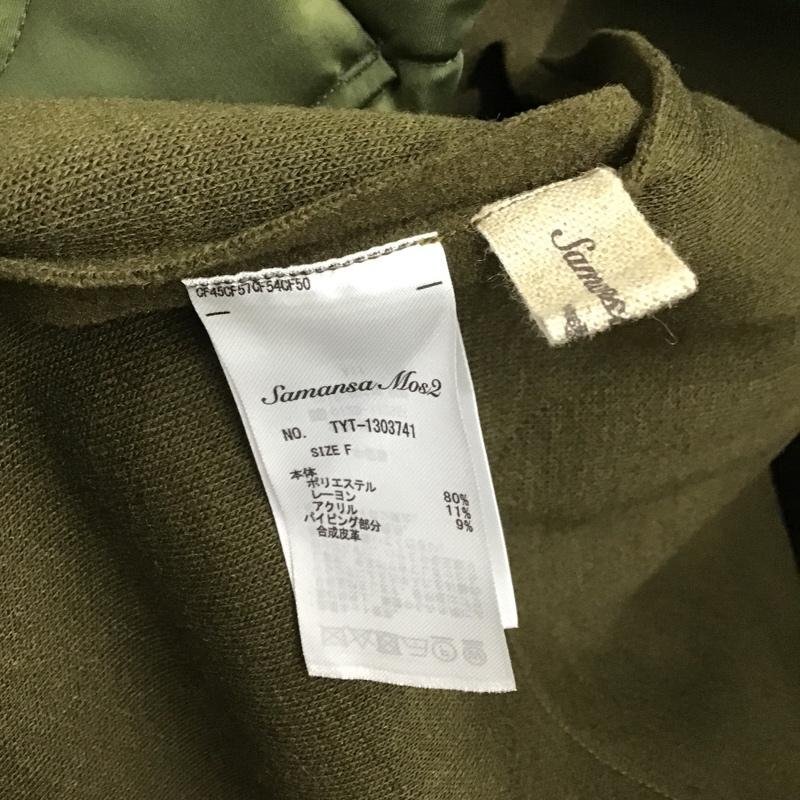 CF45CF57CF54CF50
Samansa Mos2
NO. TYT-1303741
SIZE F
本体
ポリエステル 80%
レーヨン 11%
アクリル 9%
パイピング部分
合成皮革